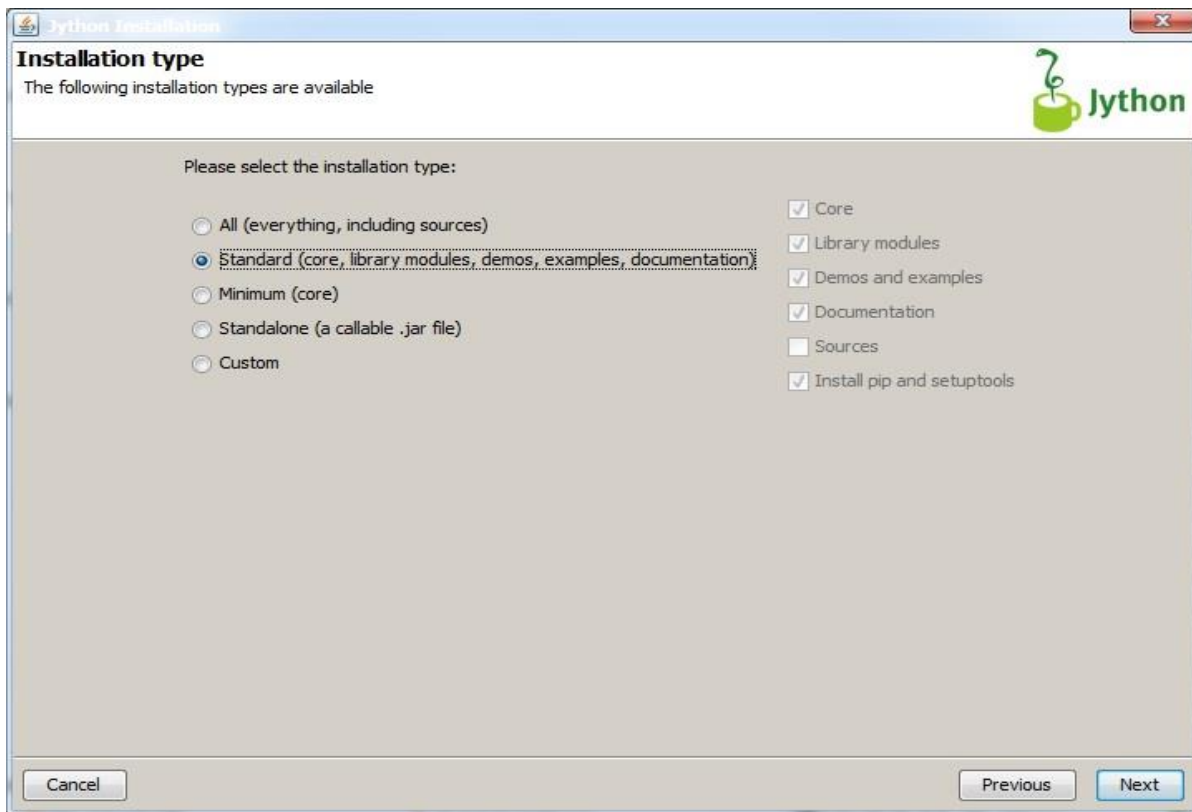 Jython Installation
Installation type
The following installation types are available
Jython
Please select the installation type:
All (everything, including sources)
Standard (core, library modules, demos, examples, documentation)
Minimum (core)
Standalone (a callable .jar file)
Custom
Core
Library modules
Demos and examples
Documentation
Sources
Install pip and setuptools
Cancel
Previous
Next